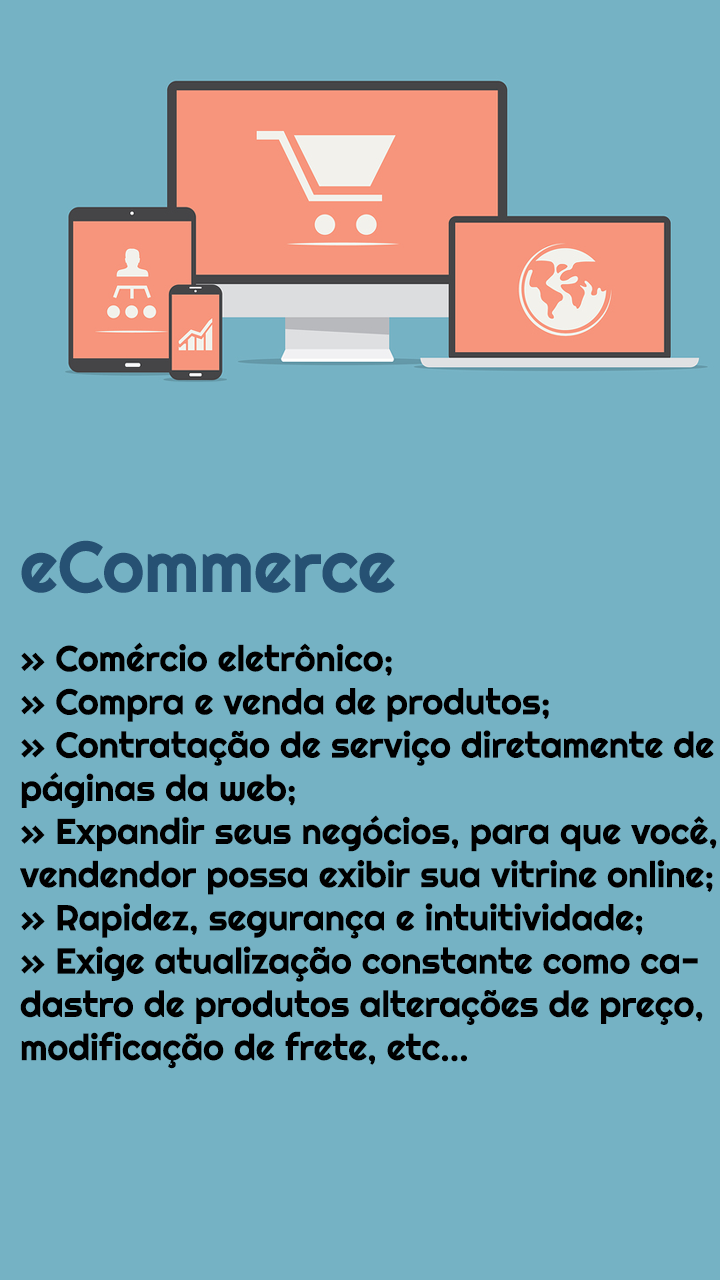 eCommerce
» Comércio eletrônico;
» Compra e venda de produtos;
» Contratação de serviço diretamente de
páginas da web;
» Expandir seus negócios, para que você,
vendendor possa exibir sua vitrine online;
» Rapidez, segurança e intuitividade;
» Exige atualização constante como ca-
dastro de produtos alterações de preço,
modificação de frete, etc...